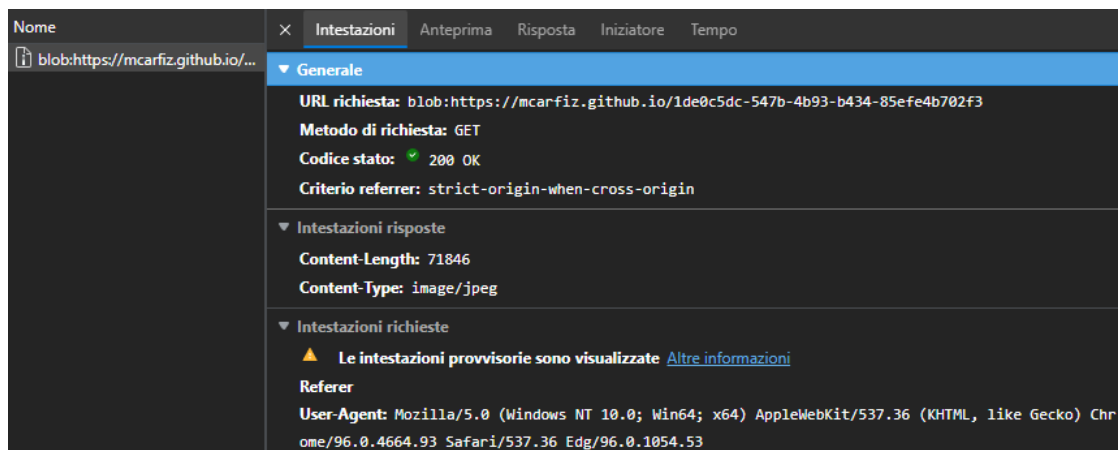 Nome
Intestazioni Anteprima Risposta Iniziatore Tempo
blob:https://mcarfiz.github.io/...
Generale
URL richiesta: blob:https://mcarfiz.github.io/1de0c5dc-547b-4b93-b434-85efe4b702f3
Metodo di richiesta: GET
Codice stato: 200 OK
Criterio referrer: strict-origin-when-cross-origin
Intestazioni risposte
Content-Length: 71846
Content-Type: image/jpeg
Intestazioni richieste
Le intestazioni provvisorie sono visualizzate Altre informazioni
Referer
User-Agent: Mozilla/5.0 (Windows NT 10.0; Win64; x64) AppleWebKit/537.36 (KHTML, like Gecko) Chr
ome/96.0.4664.93 Safari/537.36 Edg/96.0.1054.53